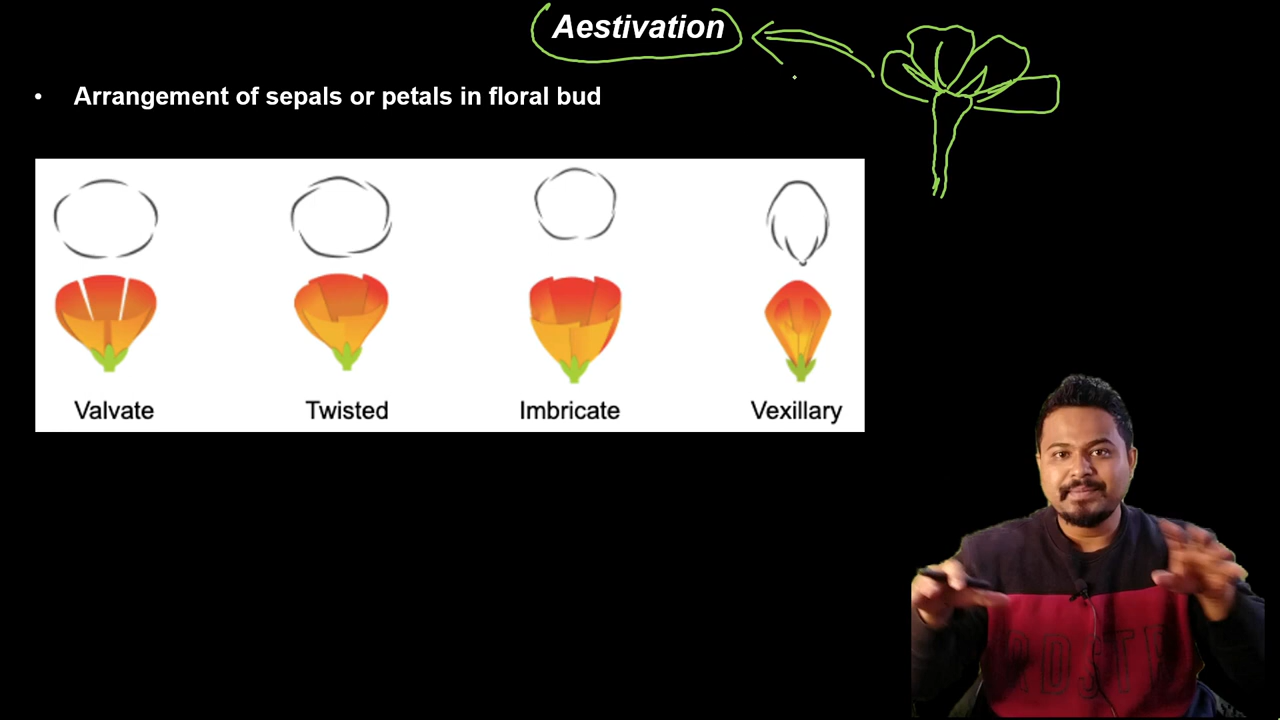 Aestivation
• Arrangement of sepals or petals in floral bud
Valvate Twisted Imbricate Vexillary